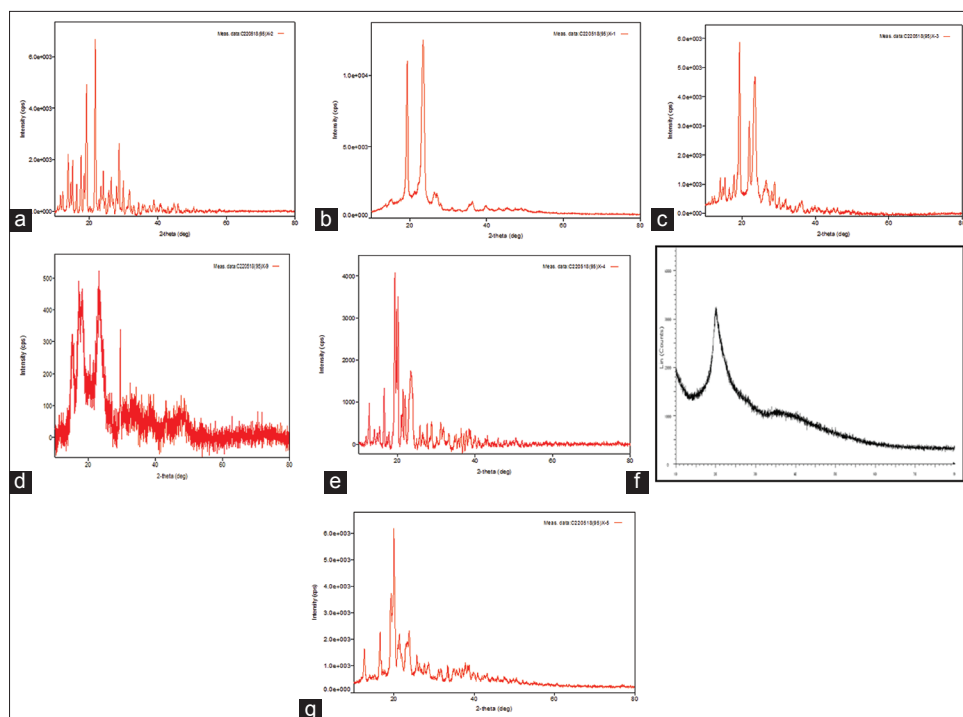 Meas. data:C220518(95)X-2
Intensity (cps)
6.0e+003
4.0e+003
2.0e+003
0.0e+000
20
40
60
80
2-theta (deg)
a
Meas. data:C220518(95)X-1
Intensity (cps)
1.0e+004
5.0e+003
0.0e+000
20
40
60
80
2-theta (deg)
b
Meas. data:C220518(95)X-3
Intensity (cps)
6.0e+003
5.0e+003
4.0e+003
3.0e+003
2.0e+003
1.0e+003
0.0e+000
20
40
60
80
2-theta (deg)
c
Meas. data:C220518(95)X-9
Intensity (cps)
500
400
300
200
100
0
20
40
60
80
2-theta (deg)
d
Meas. data:C220518(95)X-4
Intensity (cps)
4000
3000
2000
1000
0
20
40
60
80
2-theta (deg)
e
Lin (Counts)
f
Meas. data:C220518(95)X-5
Intensity (cps)
6.0e+003
5.0e+003
4.0e+003
3.0e+003
2.0e+003
1.0e+003
0.0e+000
20
40
60
80
2-theta (deg)
g